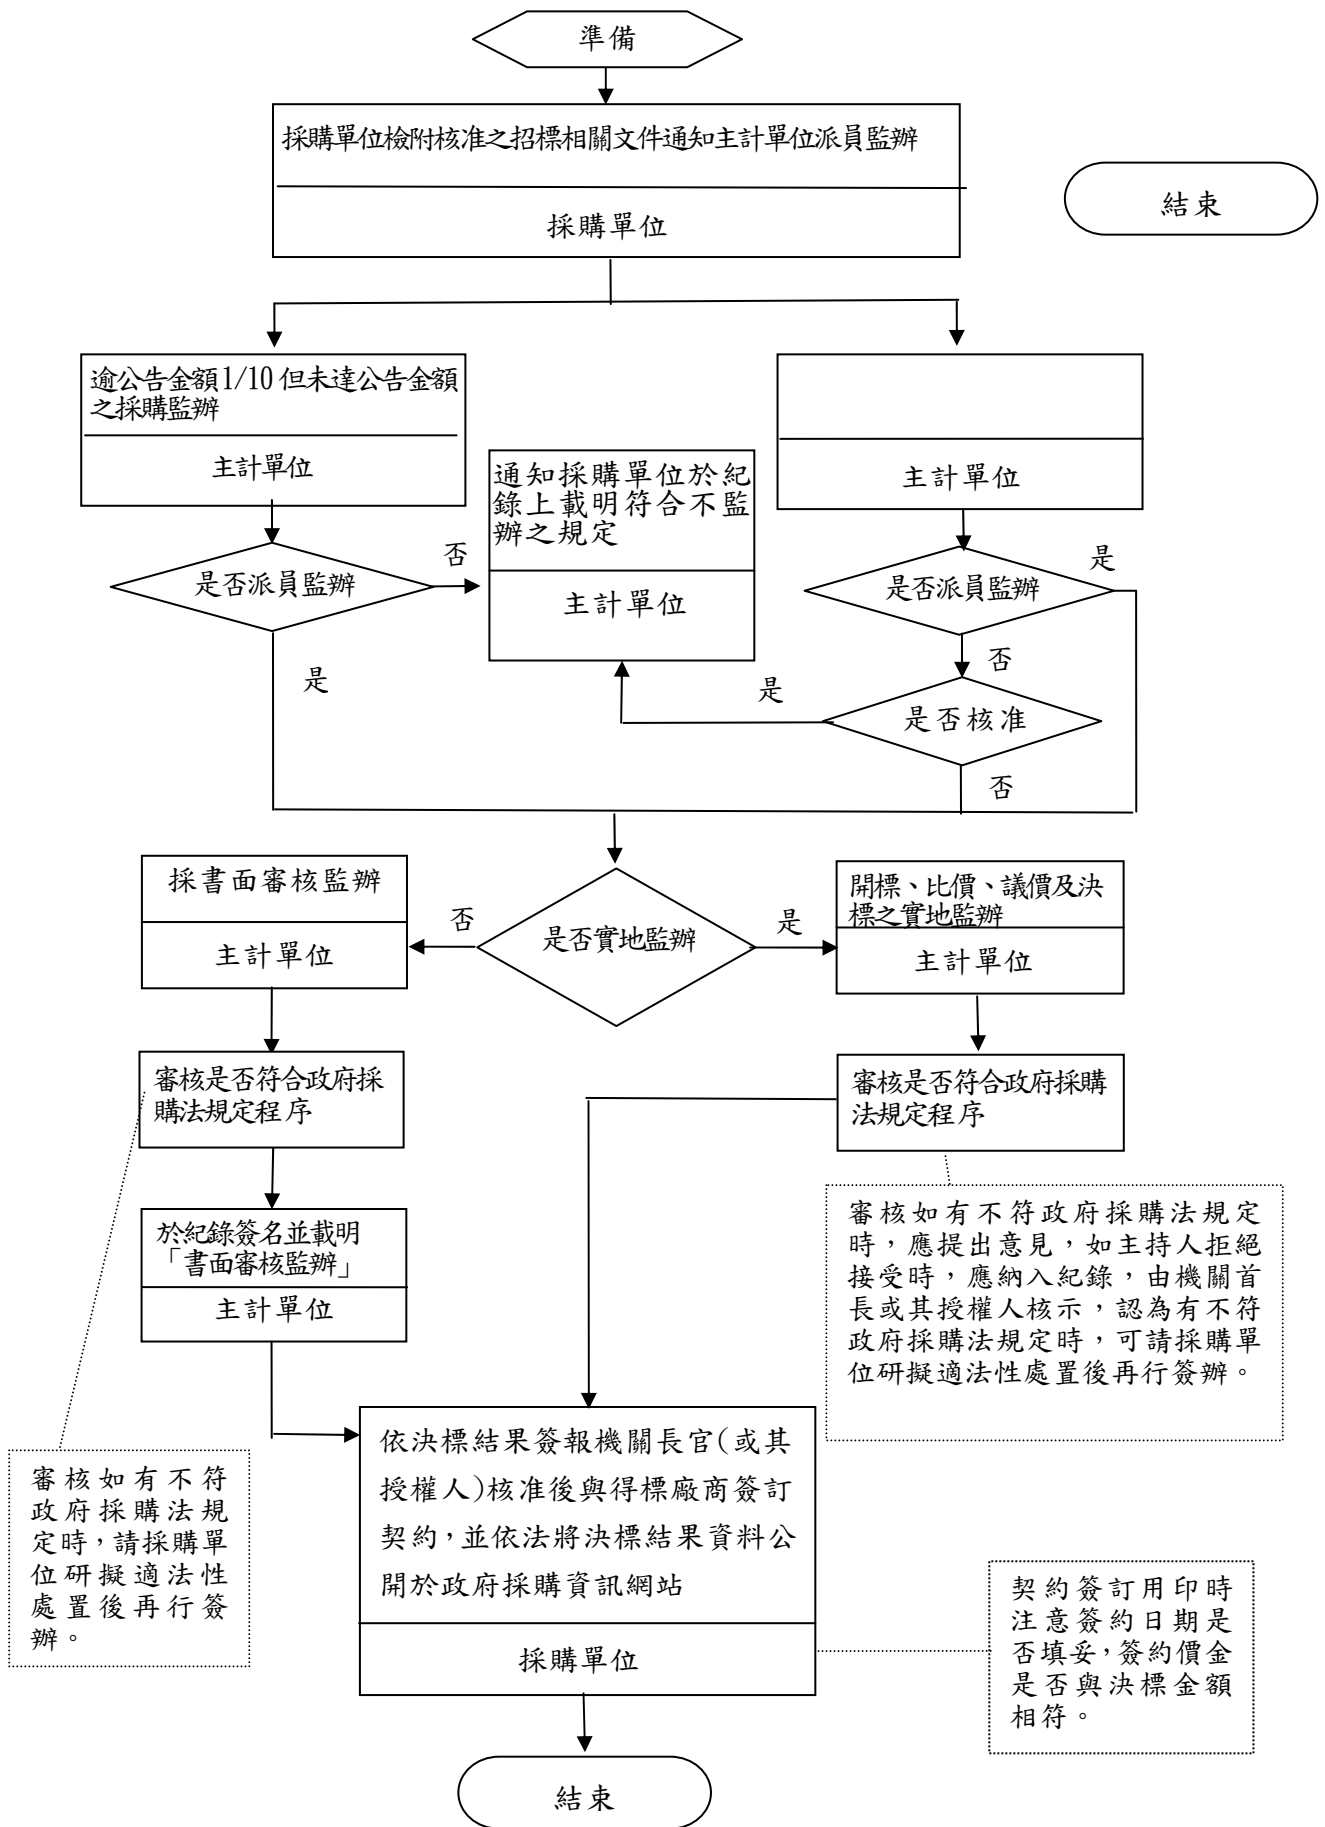 準備
採購單位檢附核准之招標相關文件通知主計單位派員監辦
採購單位
結束
逾公告金額1/10但未達公告金額
之採購監辦
主計單位
通知採購單位於紀
錄上載明符合不監
辦之規定
主計單位
主計單位
是否派員監辦
否
是
是否派員監辦
是
否
是否核准
是
否
採書面審核監辦
主計單位
否
是否實地監辦
是
開標、比價、議價及決
標之實地監辦
主計單位
審核是否符合政府採
購法規定程序
審核是否符合政府採購
法規定程序
於紀錄簽名並載明
「書面審核監辦」
主計單位
審核如有不符政府採購法規定
時，應提出意見，如主持人拒絕
接受時，應納入紀錄，由機關首
長或其授權人核示，認為有不符
政府採購法規定時，可請採購單
位研擬適法性處置後再行簽辦。
審核如有不符
政府採購法規
定時，請採購單
位研擬適法性
處置後再行簽
辦。
依決標結果簽報機關長官(或其
授權人)核准後與得標廠商簽訂
契約，並依法將決標結果資料公
開於政府採購資訊網站
採購單位
契約簽訂用印時
注意簽約日期是
否填妥，簽約價金
是否與決標金額
相符。
結束